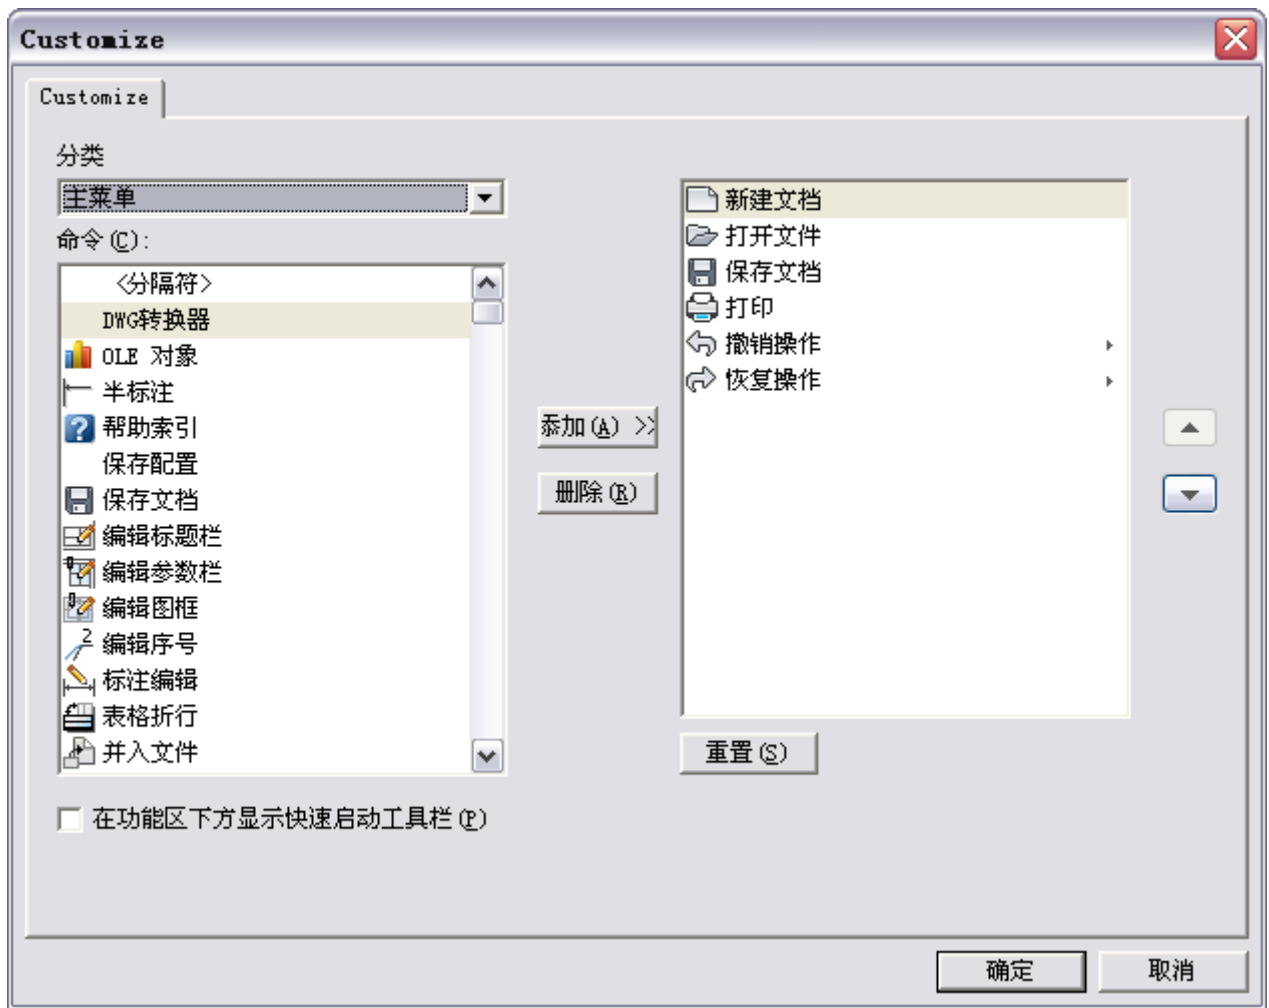 Customize
Customize
分类
主菜单
命令(C):
<分隔符>
DWG转换器
OLE 对象
半标注
帮助索引
保存配置
保存文档
编辑标题栏
编辑参数栏
编辑图框
编辑序号
标注编辑
表格折行
并入文件
在功能区下方显示快速启动工具栏(P)
添加(A) >>
删除(R)
新建文档
打开文件
保存文档
打印
撤销操作
恢复操作
重置(S)
确定
取消